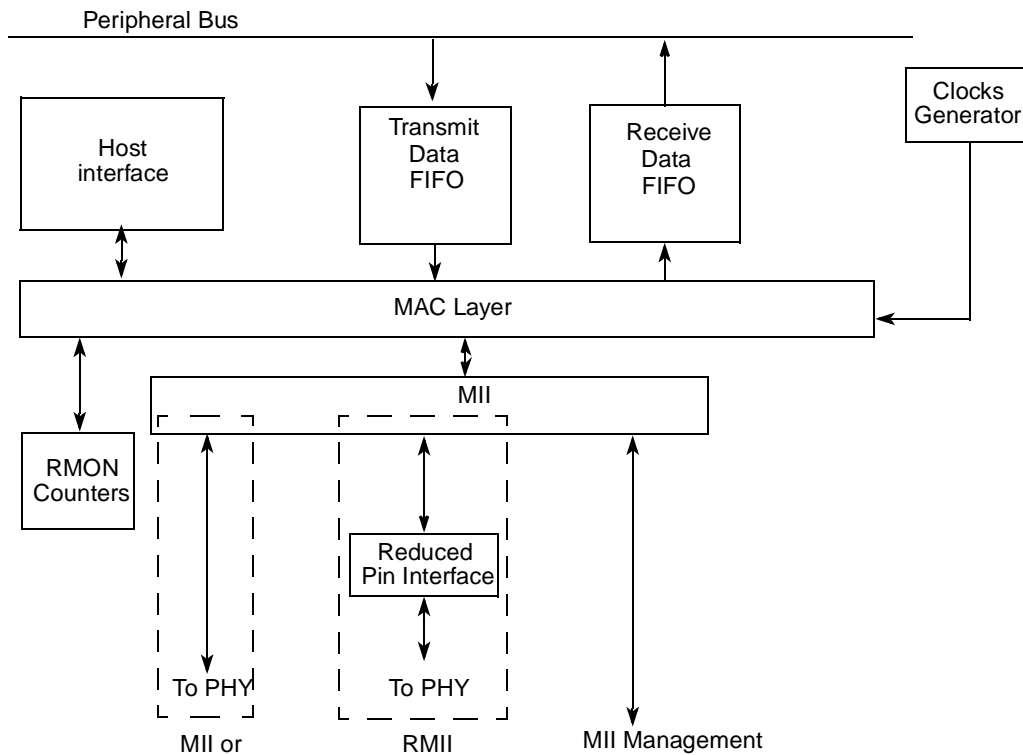 Peripheral Bus
Host
interface
Transmit
Data
FIFO
Receive
Data
FIFO
Clocks
Generator
MAC Layer
MII
RMON
Counters
Reduced
Pin Interface
To PHY
To PHY
MII or
RMII
MII Management